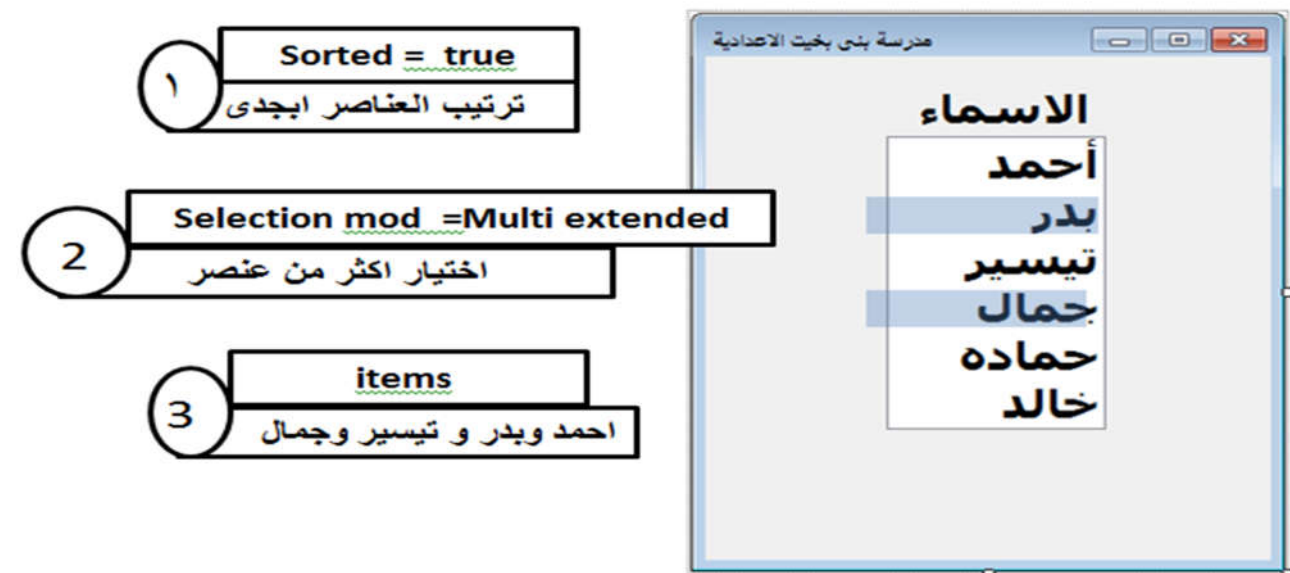 ١
Sorted = true
ترتيب العناصر ابجدى
2
Selection mod =Multi extended
اختيار اكثر من عنصر
3
items
احمد وبدر و تيسير وجمال
مدرسة بنى بخيت الاعدادية
الاسماء
أحمد
بدر
تيسير
جمال
حماده
خالد